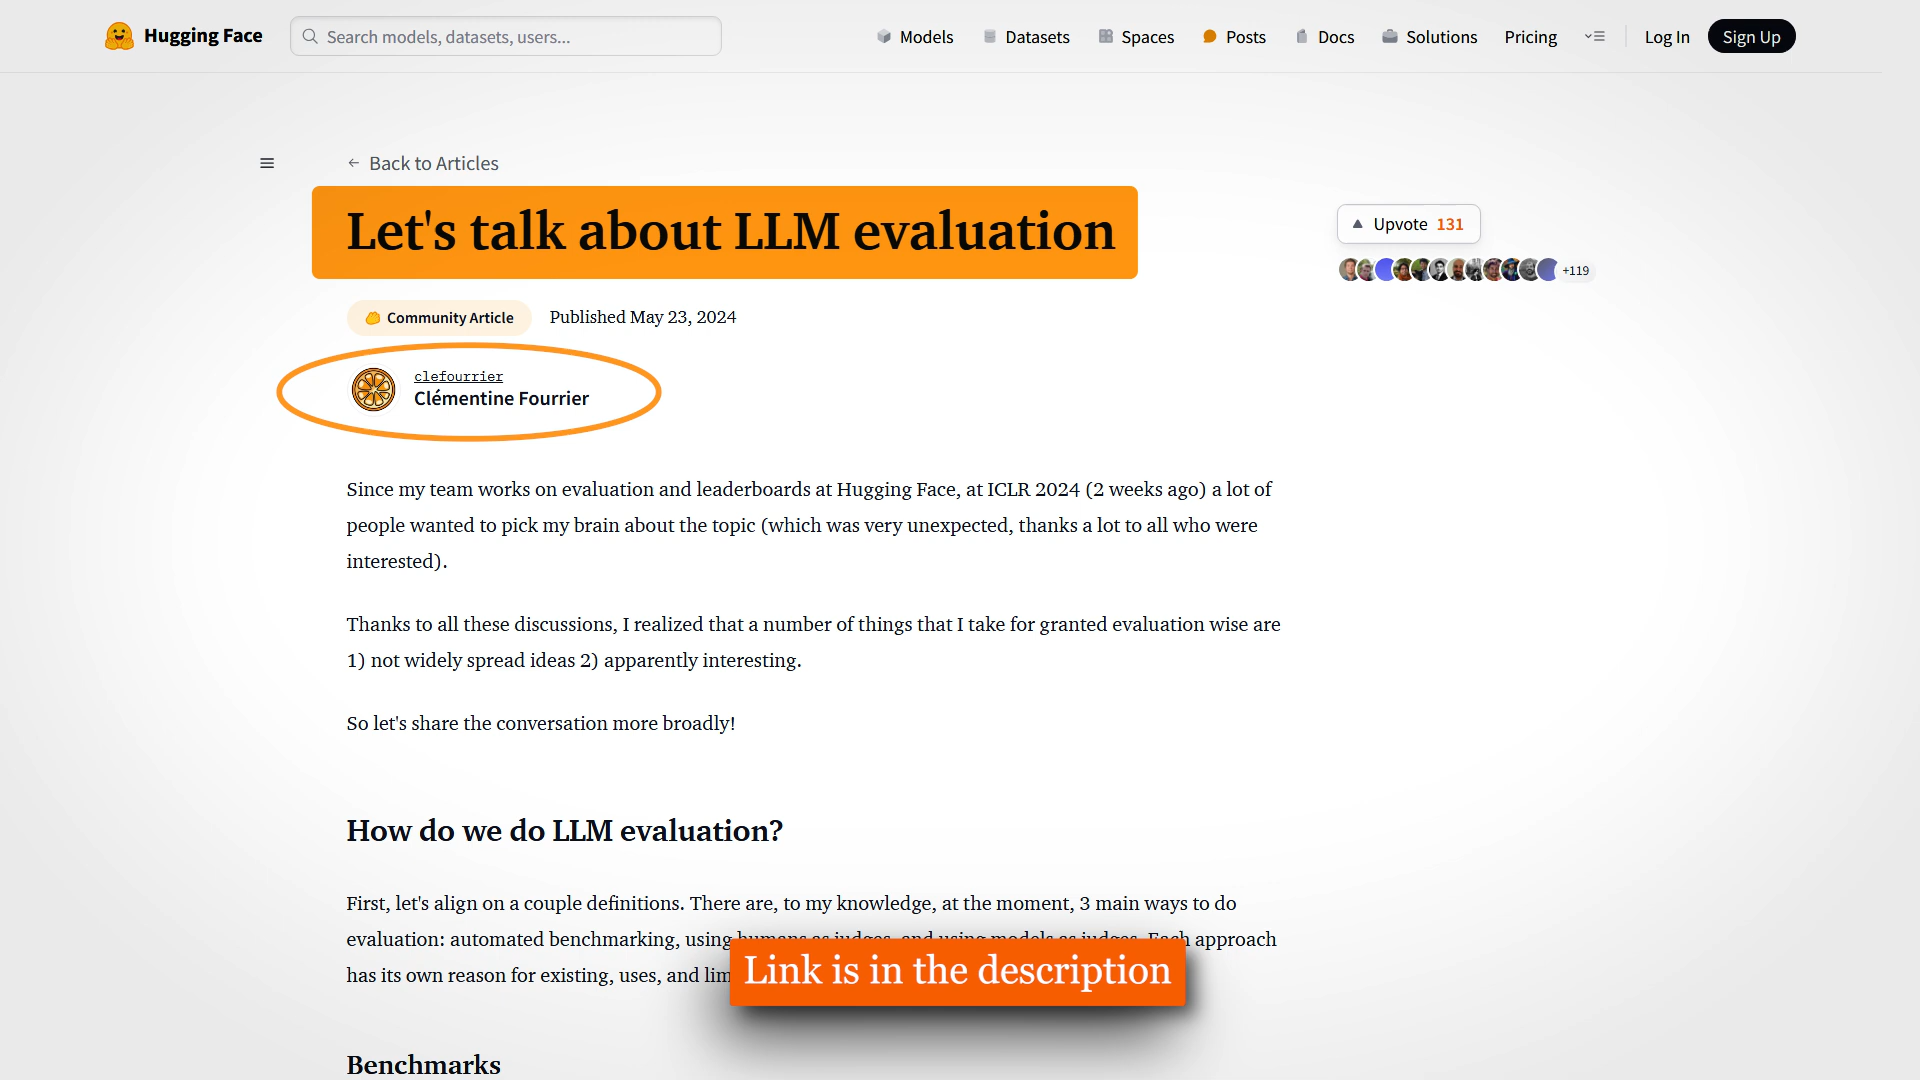 Hugging Face
Search models, datasets, users...
Models
Datasets
Spaces
Posts
Docs
Solutions
Pricing
Log In
Sign Up
← Back to Articles
Let's talk about LLM evaluation
Upvote 131
+119
Community Article
Published May 23, 2024
clefourrier
Clémentine Fourrier
Since my team works on evaluation and leaderboards at Hugging Face, at ICLR 2024 (2 weeks ago) a lot of
people wanted to pick my brain about the topic (which was very unexpected, thanks a lot to all who were
interested).
Thanks to all these discussions, I realized that a number of things that I take for granted evaluation wise are
1) not widely spread ideas 2) apparently interesting.
So let's share the conversation more broadly!
How do we do LLM evaluation?
First, let's align on a couple definitions. There are, to my knowledge, at the moment, 3 main ways to do
evaluation: automated benchmarking, using humans as judges, and using models as judges. Each approach
has its own reason for existing, uses, and
Link is in the description
Benchmarks